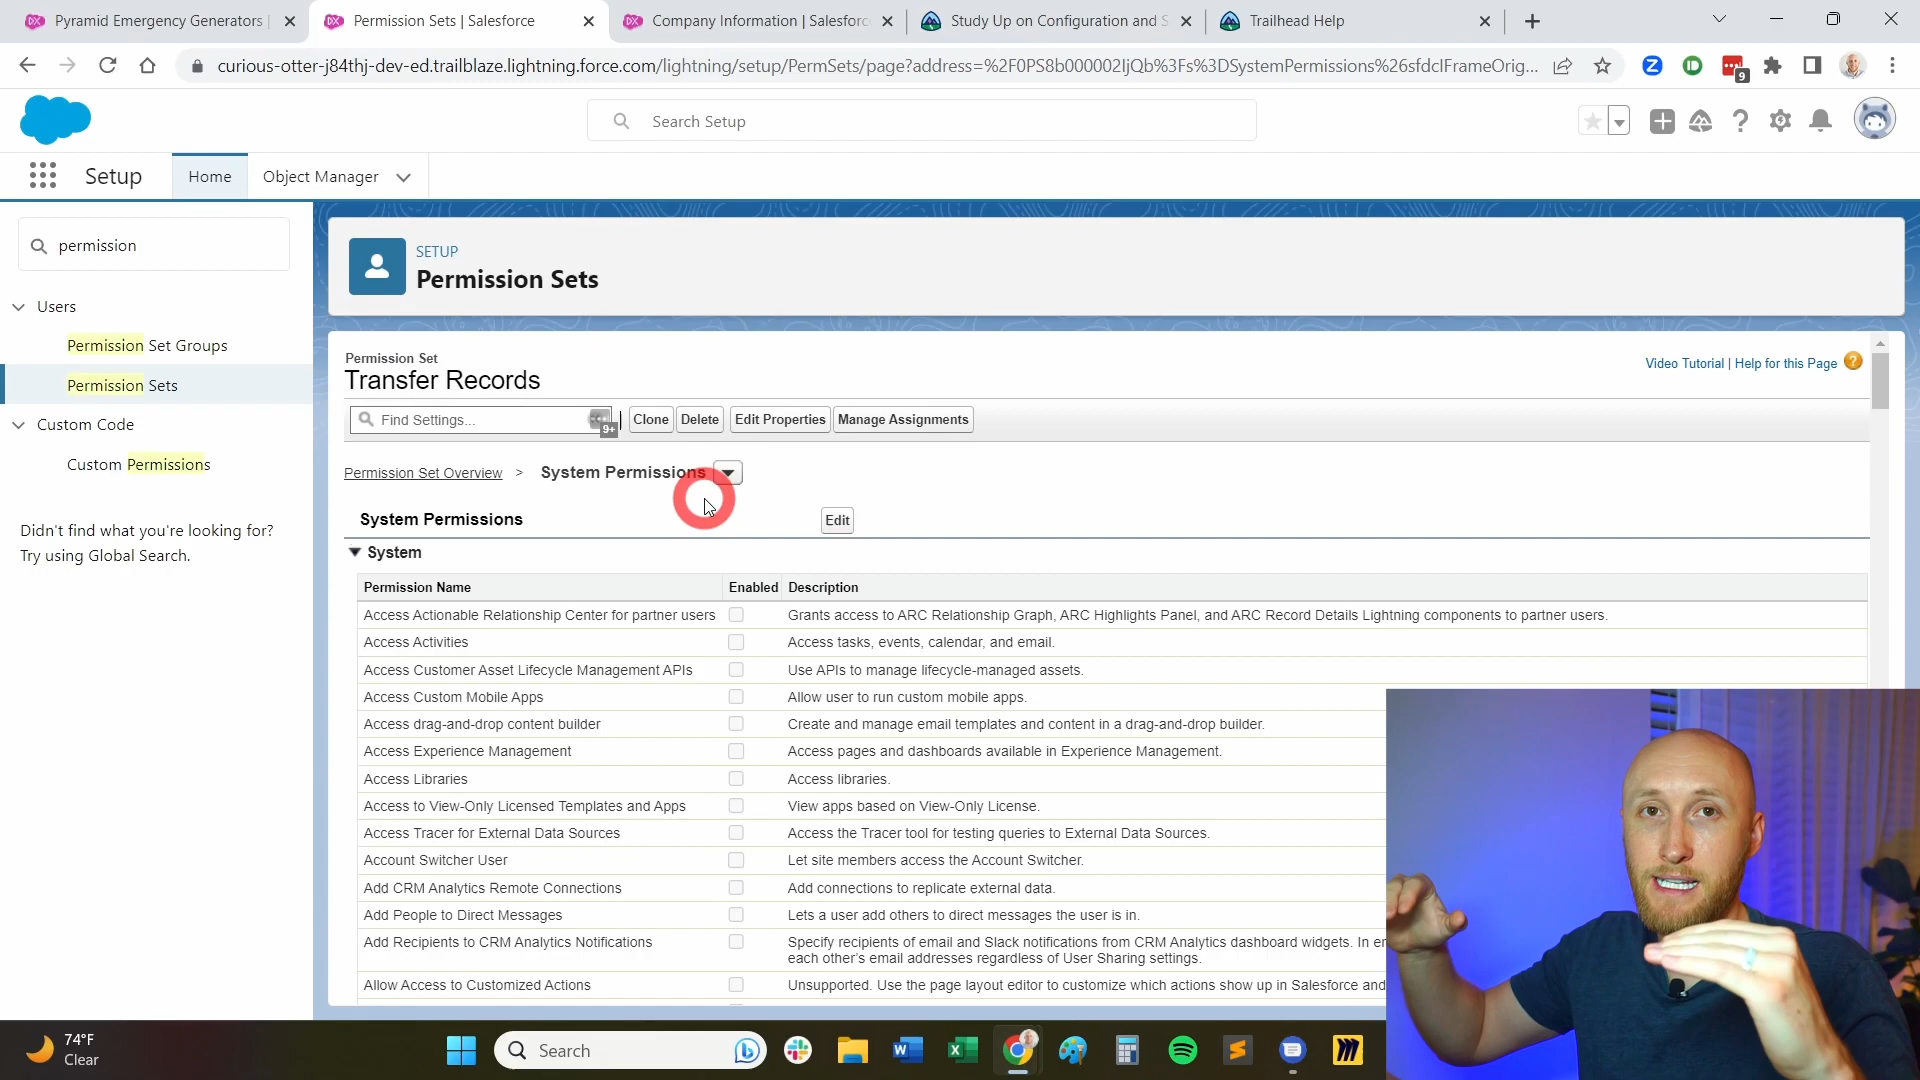 Pyramid Emergency Generators |
Permission Sets | Salesforce
Company Information | Salesforc
Study Up on Configuration and S
Trailhead Help
curious-otter-j84thj-dev-ed.trailblaze.lightning.force.com/lightning/setup/PermSets/page?address=%2F0PS8b000002IjQb%3Fs%3DSystemPermissions%26sfdcIFrameOrig...
9
Search Setup
Setup
Home
Object Manager
permission
Users
Permission Set Groups
Permission Sets
Custom Code
Custom Permissions
Didn't find what you're looking for?
Try using Global Search.
SETUP
Permission Sets
Permission Set
Transfer Records
Video Tutorial | Help for this Page
Find Settings...
9+
Clone
Delete
Edit Properties
Manage Assignments
Permission Set Overview > System Permissions
System Permissions
Edit
System
Permission Name Enabled Description
Access Actionable Relationship Center for partner users Grants access to ARC Relationship Graph, ARC Highlights Panel, and ARC Record Details Lightning components to partner users.
Access Activities Access tasks, events, calendar, and email.
Access Customer Asset Lifecycle Management APIs Use APIs to manage lifecycle-managed assets.
Access Custom Mobile Apps Allow user to run custom mobile apps.
Access drag-and-drop content builder Create and manage email templates and content in a drag-and-drop builder.
Access Experience Management Access pages and dashboards available in Experience Management.
Access Libraries Access libraries.
Access to View-Only Licensed Templates and Apps View apps based on View-Only License.
Access Tracer for External Data Sources Access the Tracer tool for testing queries to External Data Sources.
Account Switcher User Let site members access the Account Switcher.
Add CRM Analytics Remote Connections Add connections to replicate external data.
Add People to Direct Messages Lets a user add others to direct messages the user is in.
Add Recipients to CRM Analytics Notifications Specify recipients of email and Slack notifications from CRM Analytics dashboard widgets. In er
each other's email addresses regardless of User Sharing settings.
Allow Access to Customized Actions Unsupported. Use the page layout editor to customize which actions show up in Salesforce and
74°F
Clear
Search